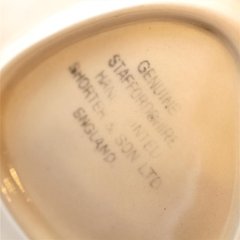 GENUINE
STAFFORDSHIRE
HAND PAINTED
SHORTER & SON LTD
ENGLAND